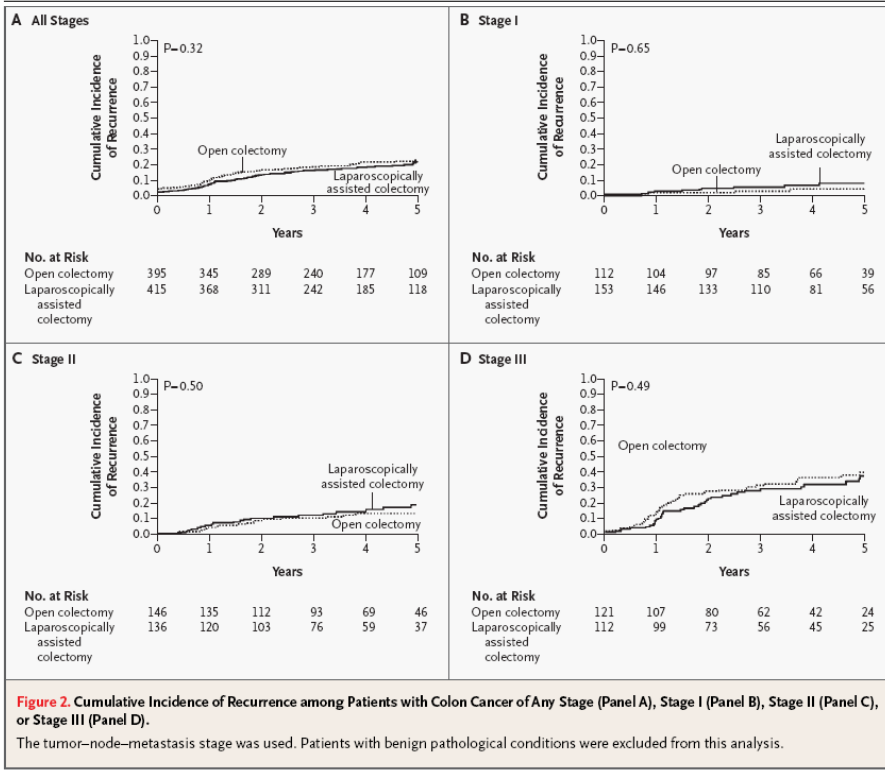 A All Stages
Cumulative Incidence
of Recurrence
1.0
0.9
0.8
0.7
0.6
0.5
0.4
0.3
0.2
0.1
0.0
P=0.32
Open colectomy
Laparoscopically
assisted colectomy
0 1 2 3 4 5
Years
No. at Risk
Open colectomy 395 345 289 240 177 109
Laparoscopically 415 368 311 242 185 118
assisted
colectomy
B Stage I
Cumulative Incidence
of Recurrence
1.0
0.9
0.8
0.7
0.6
0.5
0.4
0.3
0.2
0.1
0.0
P=0.65
Laparoscopically
assisted colectomy
Open colectomy
0 1 2 3 4 5
Years
No. at Risk
Open colectomy 112 104 97 85 66 39
Laparoscopically 153 146 133 110 81 56
assisted
colectomy
C Stage II
Cumulative Incidence
of Recurrence
1.0
0.9
0.8
0.7
0.6
0.5
0.4
0.3
0.2
0.1
0.0
P=0.50
Laparoscopically
assisted colectomy
Open colectomy
0 1 2 3 4 5
Years
No. at Risk
Open colectomy 146 135 112 93 69 46
Laparoscopically 136 120 103 76 59 37
assisted
colectomy
D Stage III
Cumulative Incidence
of Recurrence
1.0
0.9
0.8
0.7
0.6
0.5
0.4
0.3
0.2
0.1
0.0
P=0.49
Open colectomy
Laparoscopically
assisted colectomy
0 1 2 3 4 5
Years
No. at Risk
Open colectomy 121 107 80 62 42 24
Laparoscopically 112 99 73 56 45 25
assisted
colectomy
Figure 2. Cumulative Incidence of Recurrence among Patients with Colon Cancer of Any Stage (Panel A), Stage I (Panel B), Stage II (Panel C),
or Stage III (Panel D).
The tumor–node–metastasis stage was used. Patients with benign pathological conditions were excluded from this analysis.